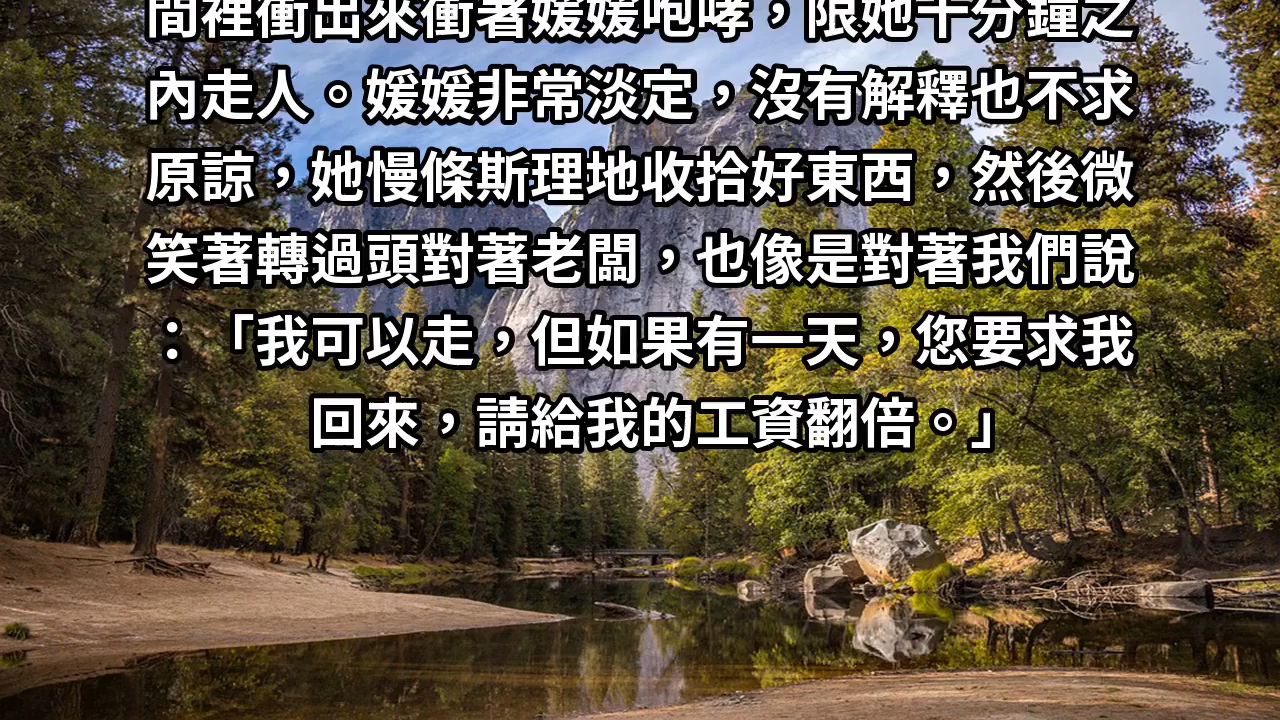 間裡衝出來衝著媛媛咆哮，限她十分鐘之
內走人。媛媛非常淡定，沒有解釋也不求
原諒，她慢條斯理地收拾好東西，然後微
笑著轉過頭對著老闆，也像是對著我們說
：「我可以走，但如果有一天，您要求我
回來，請給我的工資翻倍。」